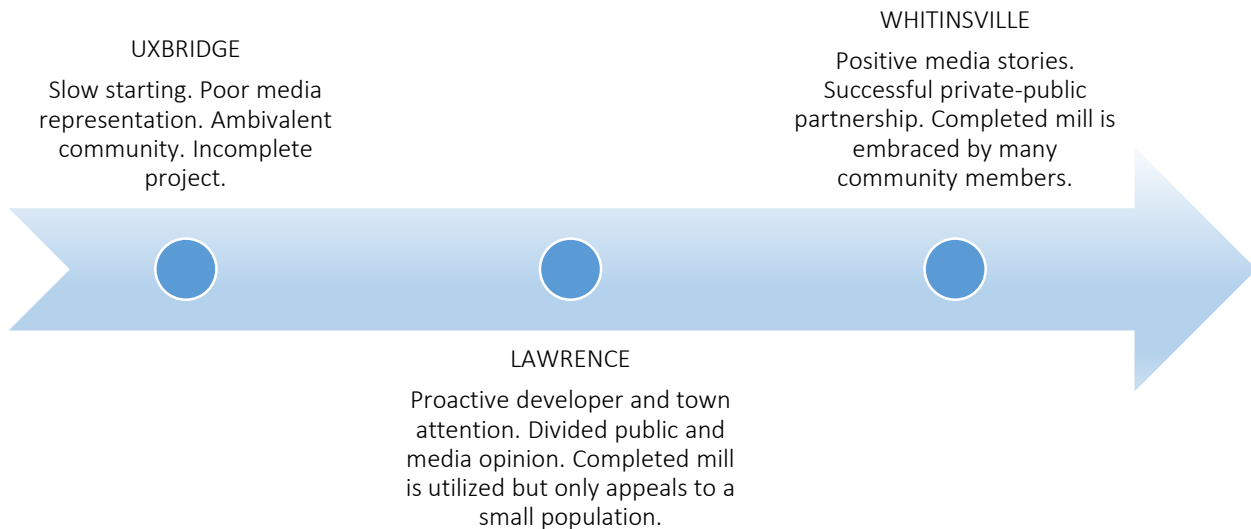 UXBRIDGE
Slow starting. Poor media
representation. Ambivalent
community. Incomplete
project.
LAWRENCE
Proactive developer and town
attention. Divided public and
media opinion. Completed mill
is utilized but only appeals to a
small population.
WHITINSVILLE
Positive media stories.
Successful private-public
partnership. Completed mill is
embraced by many
community members.